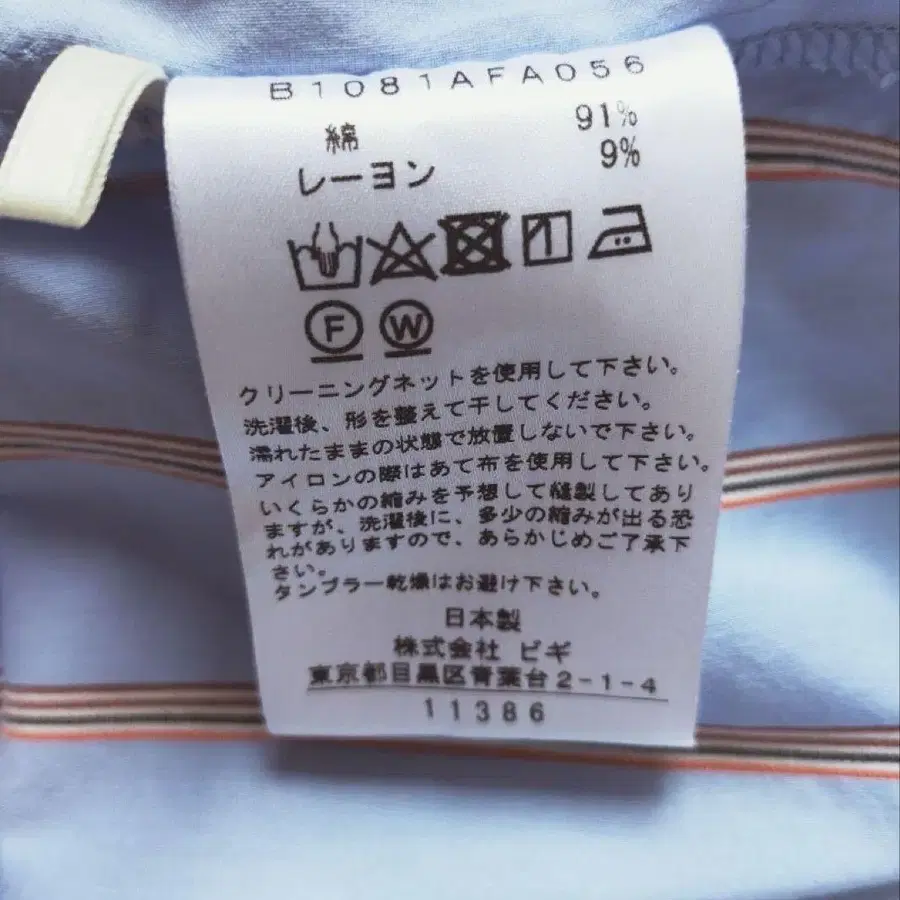 B1081AFA056
綿 91%
レーヨン 9%
F W
クリーニングネットを使用して下さい。
洗濯後、形を整えて干してください。
濡れたままの状態で放置しないで下さい。
アイロンの際はあて布を使用して下さい。
いくらかの縮みを予想して縫製してあり
ますが、洗濯後に、多少の縮みが出る恐
れがありますので、あらかじめご了承下
さい。
タンブラー乾燥はお避け下さい。
日本製
株式会社 ビギ
東京都目黒区青葉台2-1-4
11386